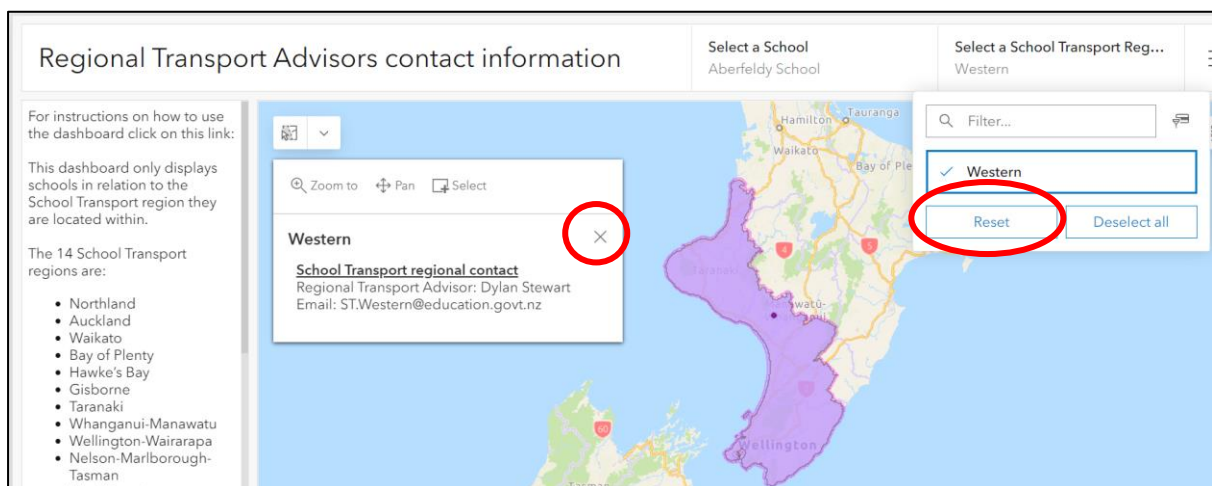 Regional Transport Advisors contact information
Select a School
Aberfeldy School
Select a School Transport Reg...
Western
For instructions on how to use
the dashboard click on this link:
This dashboard only displays
schools in relation to the
School Transport region they
are located within.
The 14 School Transport
regions are:
• Northland
• Auckland
• Waikato
• Bay of Plenty
• Hawke's Bay
• Gisborne
• Taranaki
• Whanganui-Manawatu
• Wellington-Wairarapa
• Nelson-Marlborough-
Tasman
Zoom to Pan Select
Western
School Transport regional contact
Regional Transport Advisor: Dylan Stewart
Email: ST.Western@education.govt.nz
Filter...
Western
Reset Deselect all
Hamilton
Tauranga
Waikato
Bay of Ple
4
5
Taranaki
Wellington
60
Tasman